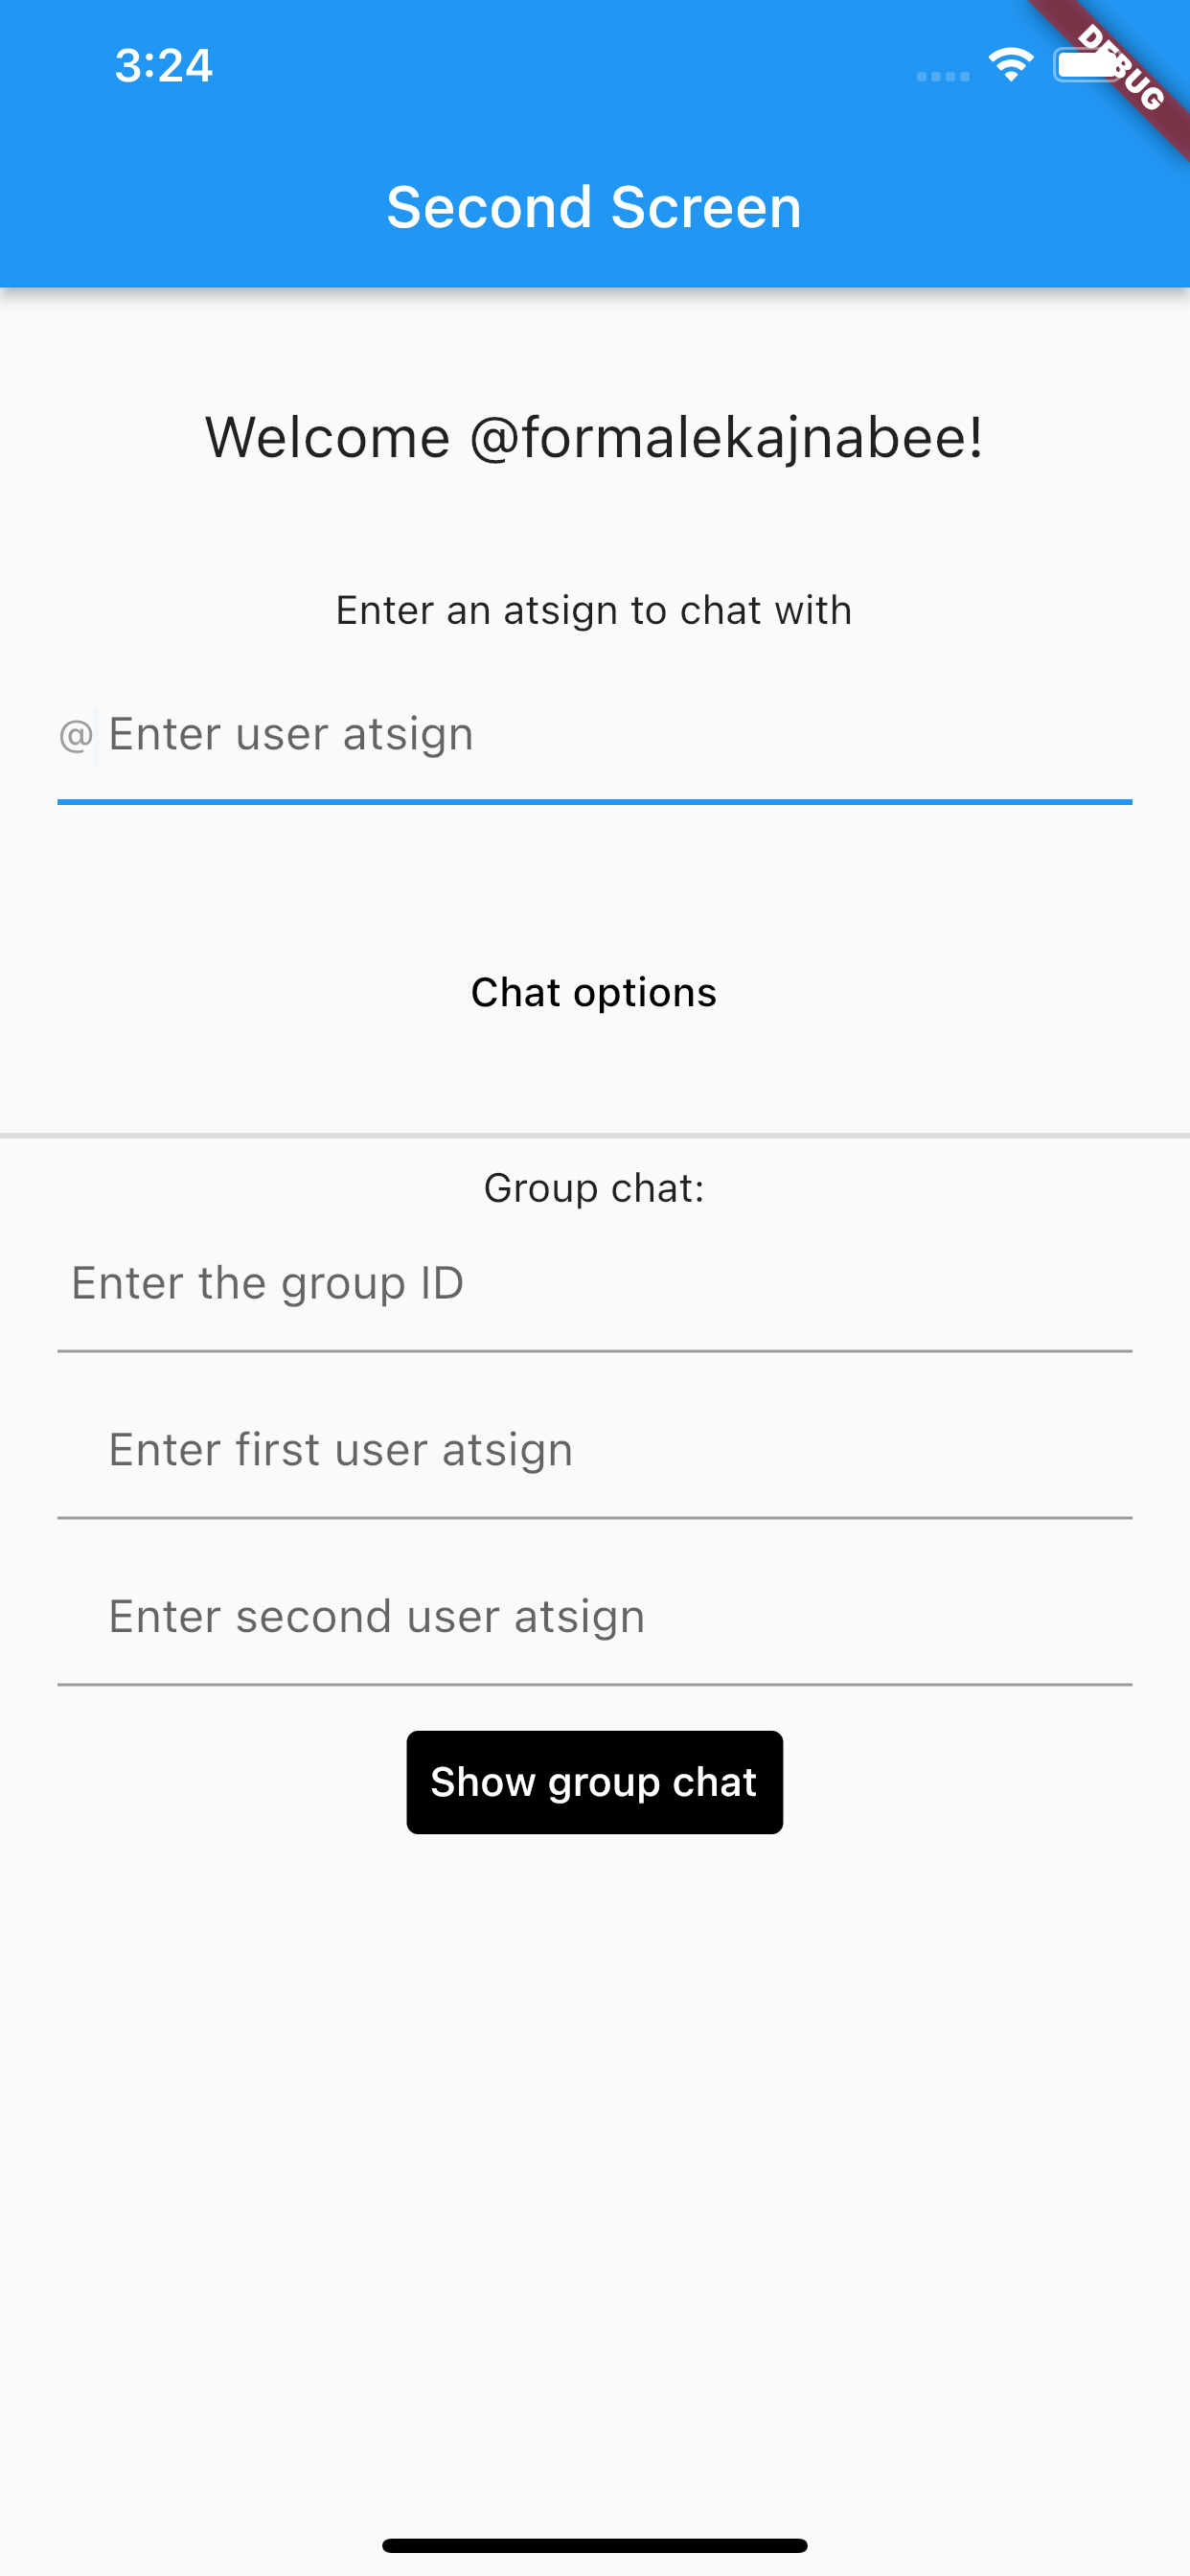 3:24
DEBUG
Second Screen
Welcome @formalekajnabee!
Enter an atsign to chat with
@ Enter user atsign
Chat options
Group chat:
Enter the group ID
Enter first user atsign
Enter second user atsign
Show group chat